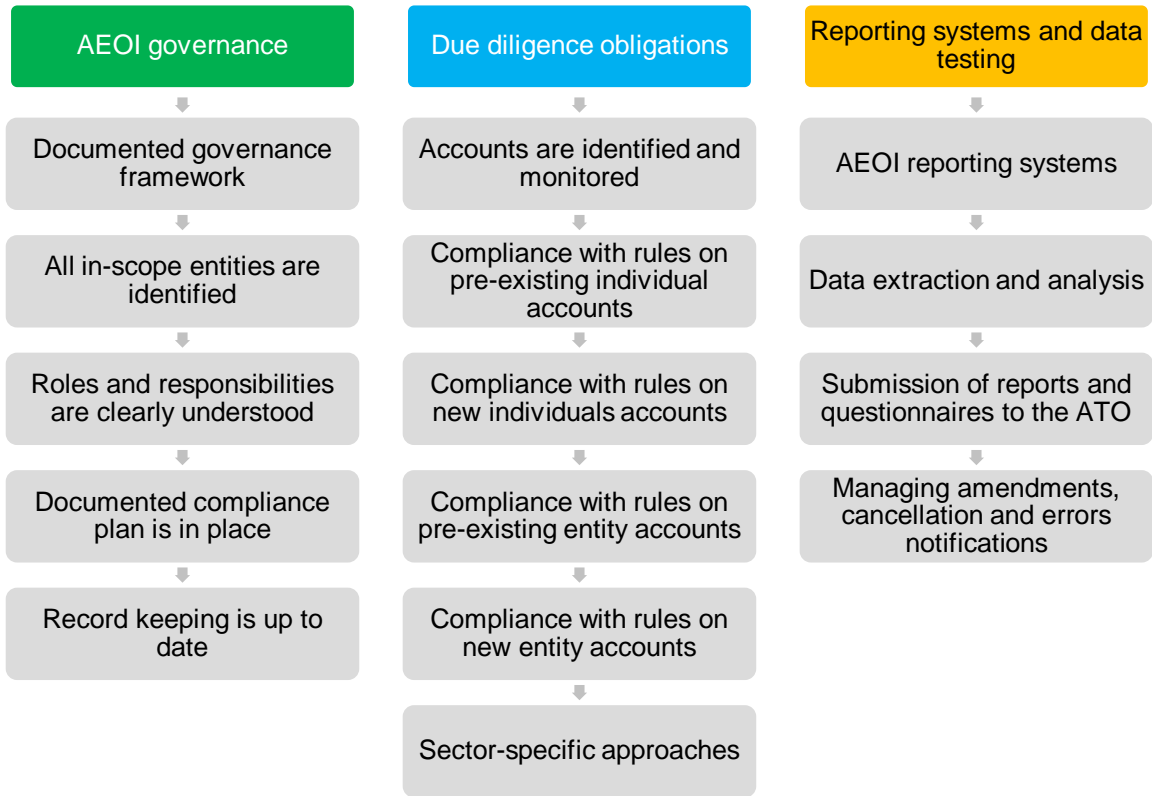 AEOI governance
Documented governance
framework
All in-scope entities are
identified
Roles and responsibilities
are clearly understood
Documented compliance
plan is in place
Record keeping is up to
date
Due diligence obligations
Accounts are identified and
monitored
Compliance with rules on
pre-existing individual
accounts
Compliance with rules on
new individuals accounts
Compliance with rules on
pre-existing entity accounts
Compliance with rules on
new entity accounts
Sector-specific approaches
Reporting systems and data
testing
AEOI reporting systems
Data extraction and analysis
Submission of reports and
questionnaires to the ATO
Managing amendments,
cancellation and errors
notifications